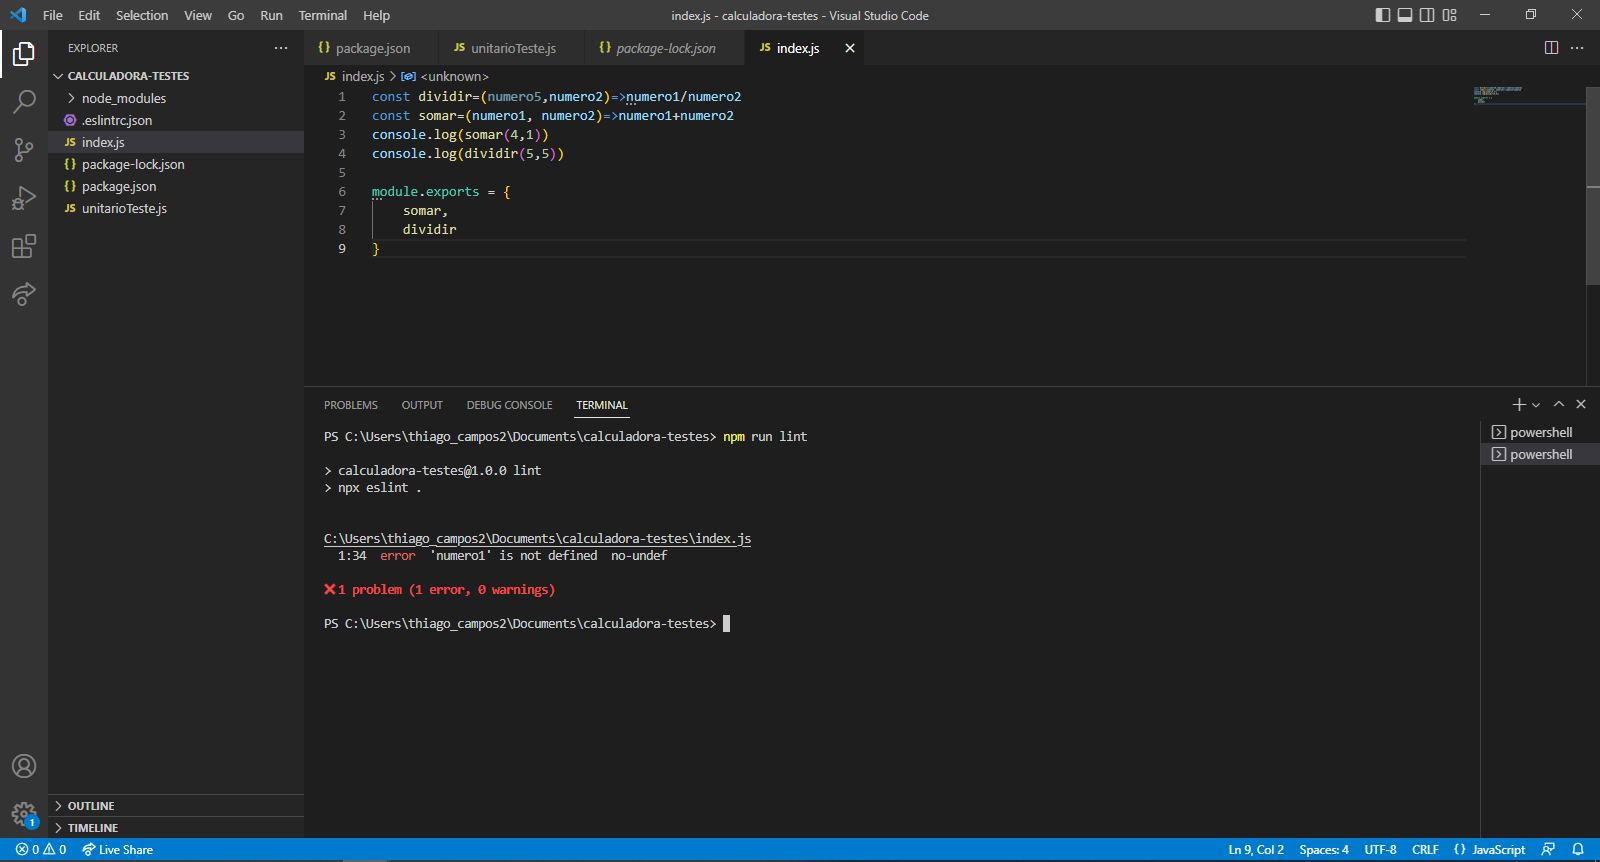 File Edit Selection View Go Run Terminal Help
index.js - calculadora-testes - Visual Studio Code
EXPLORER
CALCULADORA-TESTES
node_modules
.eslintrc.json
JS index.js
{} package-lock.json
{} package.json
JS unitarioTeste.js
OUTLINE
TIMELINE
{} package.json JS unitarioTeste.js {} package-lock.json JS index.js
JS index.js > <unknown>
1 const dividir=(numero5,numero2)=>numero1/numero2
2 const somar=(numero1, numero2)=>numero1+numero2
3 console.log(somar(4,1))
4 console.log(dividir(5,5))
5
6 module.exports = {
7 somar,
8 dividir
9 }
PROBLEMS OUTPUT DEBUG CONSOLE TERMINAL
PS C:\Users\thiago_campos2\Documents\calculadora-testes> npm run lint
> calculadora-testes@1.0.0 lint
> npx eslint .
C:\Users\thiago_campos2\Documents\calculadora-testes\index.js
1:34 error 'numero1' is not defined no-undef
1 problem (1 error, 0 warnings)
PS C:\Users\thiago_campos2\Documents\calculadora-testes>
powershell
powershell
1
0 0 Live Share
Ln 9, Col 2 Spaces: 4 UTF-8 CRLF {} JavaScript